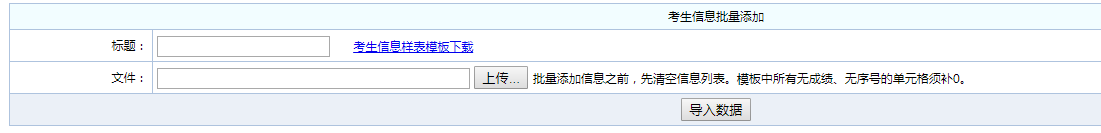 考生信息批量添加
标题： 考生信息样表模板下载
文件： 上传... 批量添加信息之前，先清空信息列表。模板中所有无成绩、无序号的单元格须补0。
导入数据